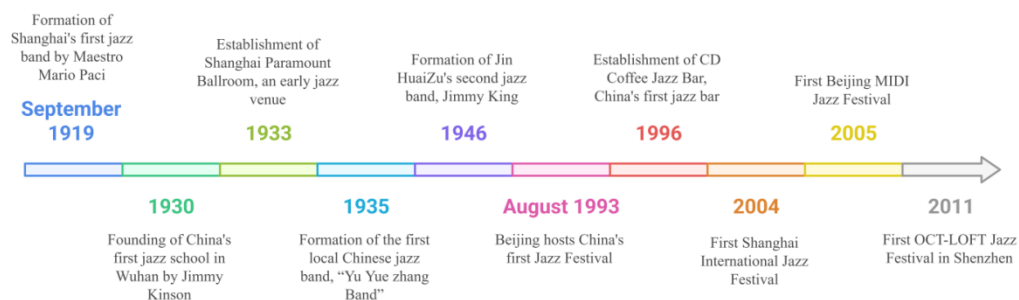 Formation of
Shanghai's first jazz
band by Maestro
Mario Paci
September
1919
Founding of China's
first jazz school in
Wuhan by Jimmy
Kinson
1930
Establishment of
Shanghai Paramount
Ballroom, an early jazz
venue
1933
1935
Formation of the first
local Chinese jazz
band, “Yu Yue zhang
Band”
Formation of Jin
HuaiZu's second jazz
band, Jimmy King
1946
August 1993
Beijing hosts China's
first Jazz Festival
Establishment of CD
Coffee Jazz Bar,
China's first jazz bar
1996
2004
First Shanghai
International Jazz
Festival
First Beijing MIDI
Jazz Festival
2005
2011
First OCT-LOFT Jazz
Festival in Shenzhen